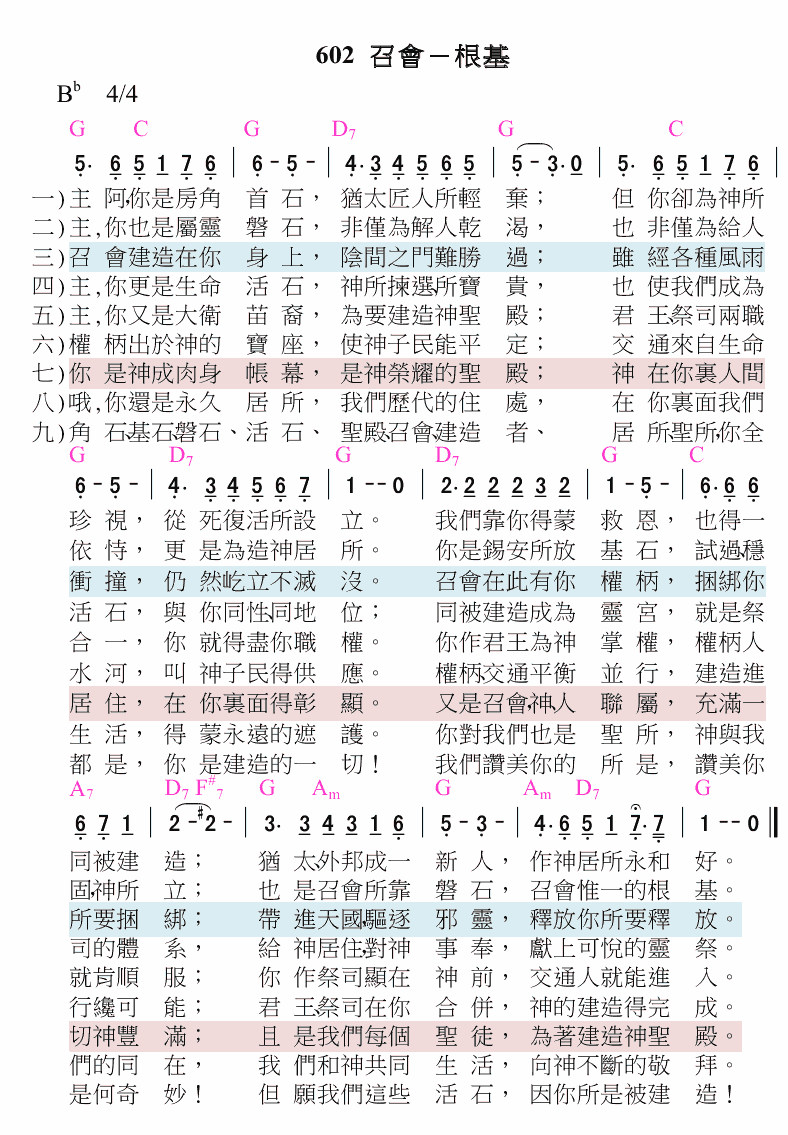 602 召會－根基
Bb 4/4
G C G D7 G C
5. 6 5 1 7 6 | 6 - 5 - | 4. 3 4 5 6 5 | 5 - 3. 0 | 5. 6 5 1 7 6 |
一)主 阿,你是房角 首 石，猶太匠人所輕 棄； 但 你卻為神所
二)主,你也是屬靈 磐 石，非僅為解人乾 渴， 也 非僅為給人
三)召 會建造在你 身 上，陰間之門難勝 過； 雖 經各種風雨
四)主,你更是生命 活 石，神所揀選、所寶 貴， 也 使我們成為
五)主,你又是大衛 苗 裔，為要建造神聖 殿； 君 王、祭司兩職
六)權 柄出於神的 寶 座，使神子民能平 定； 交 通來自生命
七)你 是神成肉身 帳 幕，是神榮耀的聖 殿； 神 在你裏人間
八)哦,你還是永久 居 所，我們歷代的住 處， 在 你裏面我們
九)角 石、基石、磐石、活 石、聖殿、召會、建造 者、 居 所、聖所,你全
G D7 G D7 G C
6 - 5 - | 4. 3 4 5 6 7 | 1 - - 0 | 2. 2 2 2 3 2 | 1 - 5 - | 6. 6 6
珍 視，從 死復活所設 立。 我們靠你得蒙 救 恩，也得一
依 恃，更 是為造神居 所。 你是錫安所放 基 石，試過、穩
衝 撞，仍 然屹立不滅 沒。 召會在此有你 權 柄，捆綁你
活 石，與 你同性、同地 位； 同被建造成為 靈 宮，就是祭
合 一，你 就得盡你職 權。 你作君王為神 掌 權，權柄人
水 河，叫 神子民得供 應。 權柄、交通平衡 並 行，建造進
居 住，在 你裏面得彰 顯。 又是召會,神、人 聯 屬，充滿一
生 活，得 蒙永遠的遮 護。 你對我們也是 聖 所，神與我
都 是，你 是建造的一 切！ 我們讚美你的 所 是，讚美你
A7 D7 F#7 G Am G Am D7 G
6 7 1 | 2 - #2 - | 3. 3 4 3 1 6 | 5 - 3 - | 4. 6 5 1 7. 7 | 1 - - 0 ||
同被建 造； 猶 太、外邦成一 新 人，作神居所永和 好。
固,神所 立； 也 是召會所靠 磐 石，召會惟一的根 基。
所要捆 綁； 帶 進天國,驅逐 邪 靈，釋放你所要釋 放。
司的體 系， 給 神居住,對神 事 奉，獻上可悅的靈 祭。
就肯順 服； 你 作祭司顯在 神 前，交通人就能進 入。
行纔可 能； 君 王、祭司在你 合 併，神的建造得完 成。
切神豐 滿； 且 是我們每個 聖 徒，為著建造神聖 殿。
們的同 在， 我 們和神共同 生 活，向神不斷的敬 拜。
是何奇 妙！ 但 願我們這些 活 石，因你所是被建 造！